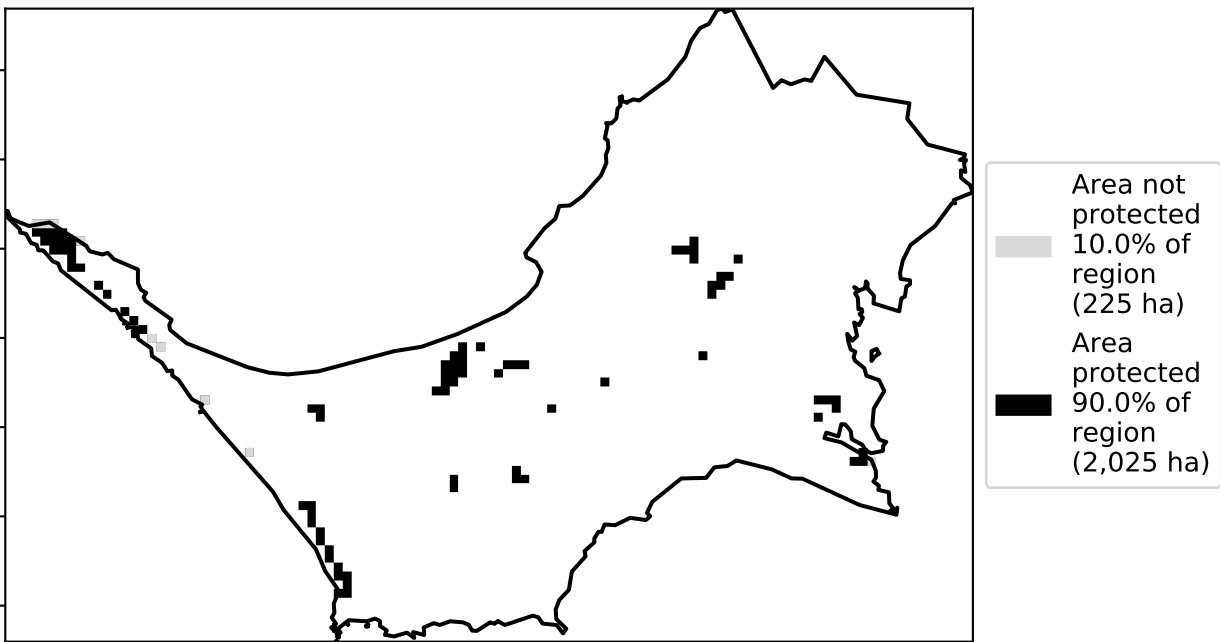 Area not
protected
10.0% of
region
(225 ha)
Area
protected
90.0% of
region
(2,025 ha)